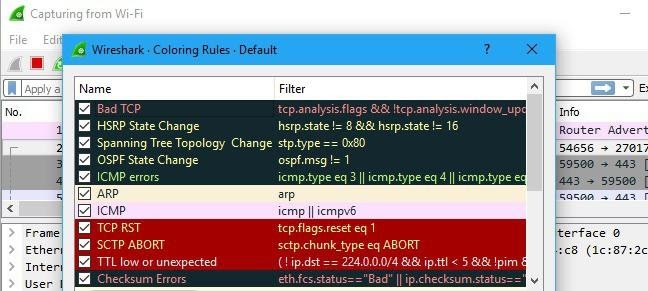 Capturing from Wi-Fi
File Edit
Wireshark · Coloring Rules · Default ?
Apply a
No. Info
Name Filter
Bad TCP tcp.analysis.flags && !tcp.analysis.window_upd
HSRP State Change hsrp.state != 8 && hsrp.state != 16
Spanning Tree Topology Change stp.type == 0x80
OSPF State Change ospf.msg != 1
ICMP errors icmp.type eq 3 || icmp.type eq 4 || icmp.type eq
ARP arp
ICMP icmp || icmpv6
TCP RST tcp.flags.reset eq 1
SCTP ABORT sctp.chunk_type eq ABORT
TTL low or unexpected ( ! ip.dst == 224.0.0.0/4 && ip.ttl < 5 && !pim &
Checksum Errors eth.fcs.status=="Bad" || ip.checksum.status=="
1 Router Advert
2 54656 → 27017
3 59500 → 443 [
4 59500 → 443 [
5 443 → 59500 [
Frame
Ethern
Intern
User D
terface 0
:c8 (1c:87:2c